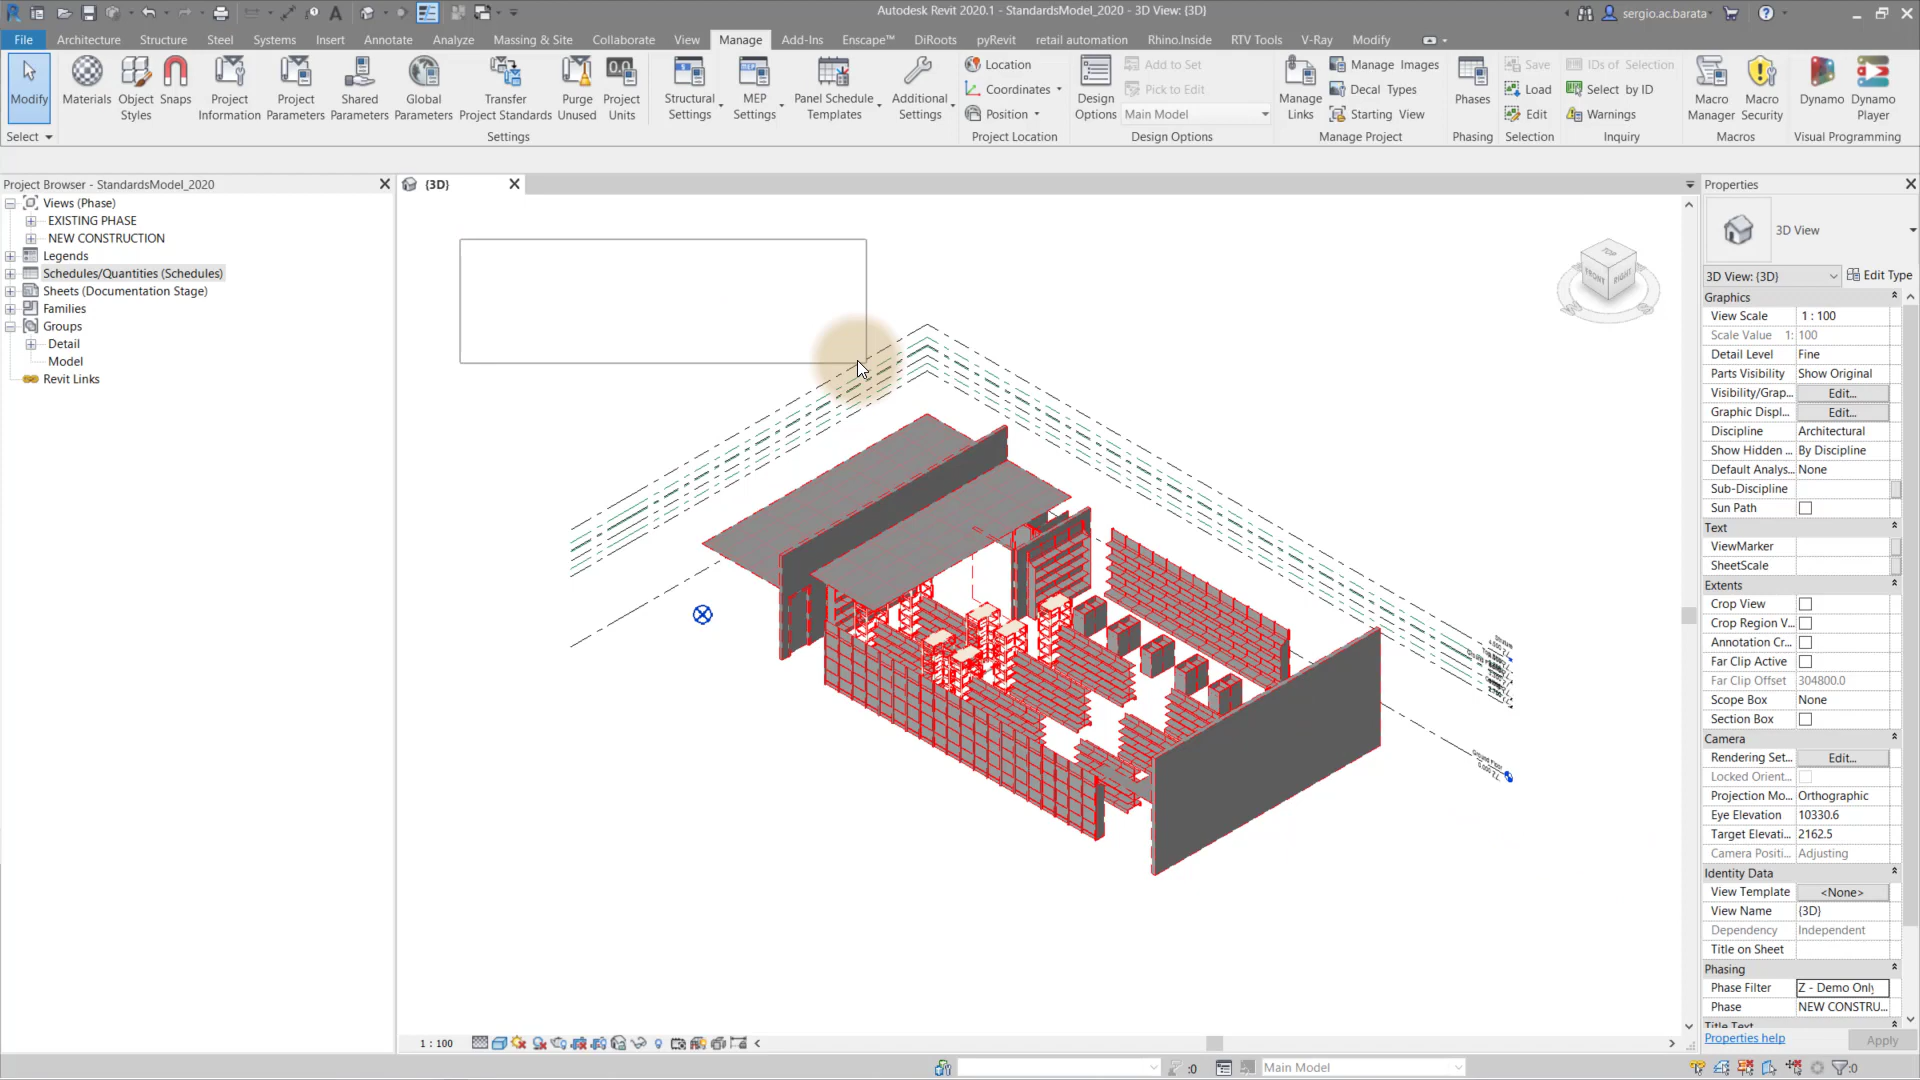 Autodesk Revit 2020.1 - StandardsModel_2020 - 3D View: {3D}
sergio.ac.barata
File Architecture Structure Steel Systems Insert Annotate Analyze Massing & Site Collaborate View Manage Add-Ins Enscape™ DiRoots pyRevit retail automation Rhino.Inside RTV Tools V-Ray Modify
Modify
Materials
Object Styles
Snaps
Project Information
Project Parameters
Shared Parameters
Global Parameters
Transfer Project Standards
Purge Unused
Project Units
Structural Settings
MEP Settings
Panel Schedule Templates
Additional Settings
Location
Coordinates
Position
Design Options
Add to Set
Pick to Edit
Main Model
Manage Links
Manage Images
Decal Types
Starting View
Phases
Save
Load
Edit
IDs of Selection
Select by ID
Warnings
Macro Manager
Macro Security
Dynamo
Dynamo Player
Select
Settings
Project Location
Design Options
Manage Project
Phasing
Selection
Inquiry
Macros
Visual Programming
Project Browser - StandardsModel_2020
Views (Phase)
EXISTING PHASE
NEW CONSTRUCTION
Legends
Schedules/Quantities (Schedules)
Sheets (Documentation Stage)
Families
Groups
Detail
Model
Revit Links
{3D}
TOP
FRONT
RIGHT
Ground Floor
Properties
3D View
3D View: {3D}
Edit Type
Graphics
View Scale 1 : 100
Scale Value 1: 100
Detail Level Fine
Parts Visibility Show Original
Visibility/Grap... Edit...
Graphic Displ... Edit...
Discipline Architectural
Show Hidden ... By Discipline
Default Analys... None
Sub-Discipline
Sun Path
Text
ViewMarker
SheetScale
Extents
Crop View
Crop Region V...
Annotation Cr...
Far Clip Active
Far Clip Offset 304800.0
Scope Box None
Section Box
Camera
Rendering Set... Edit...
Locked Orient...
Projection Mo... Orthographic
Eye Elevation 10330.6
Target Elevati... 2162.5
Camera Positi... Adjusting
Identity Data
View Template <None>
View Name {3D}
Dependency Independent
Title on Sheet
Phasing
Phase Filter Z - Demo Only
Phase NEW CONSTRU...
Title Text
Properties help
Apply
1 : 100
:0
Main Model
:0